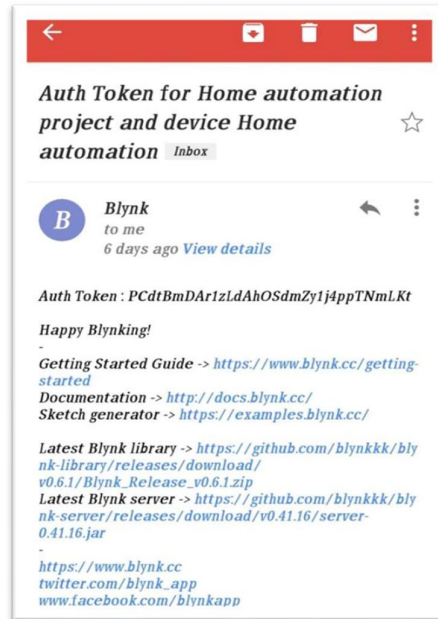 Auth Token for Home automation
project and device Home
automation Inbox
B
Blynk
to me
6 days ago View details
Auth Token : PCdtBmDAr1zLdAhOSdmZy1j4ppTNmLKt
Happy Blynking!
-
Getting Started Guide -> https://www.blynk.cc/getting-
started
Documentation -> http://docs.blynk.cc/
Sketch generator -> https://examples.blynk.cc/
Latest Blynk library -> https://github.com/blynkkk/bly
nk-library/releases/download/
v0.6.1/Blynk_Release_v0.6.1.zip
Latest Blynk server -> https://github.com/blynkkk/bly
nk-server/releases/download/v0.41.16/server-
0.41.16.jar
-
https://www.blynk.cc
twitter.com/blynk_app
www.facebook.com/blynkapp